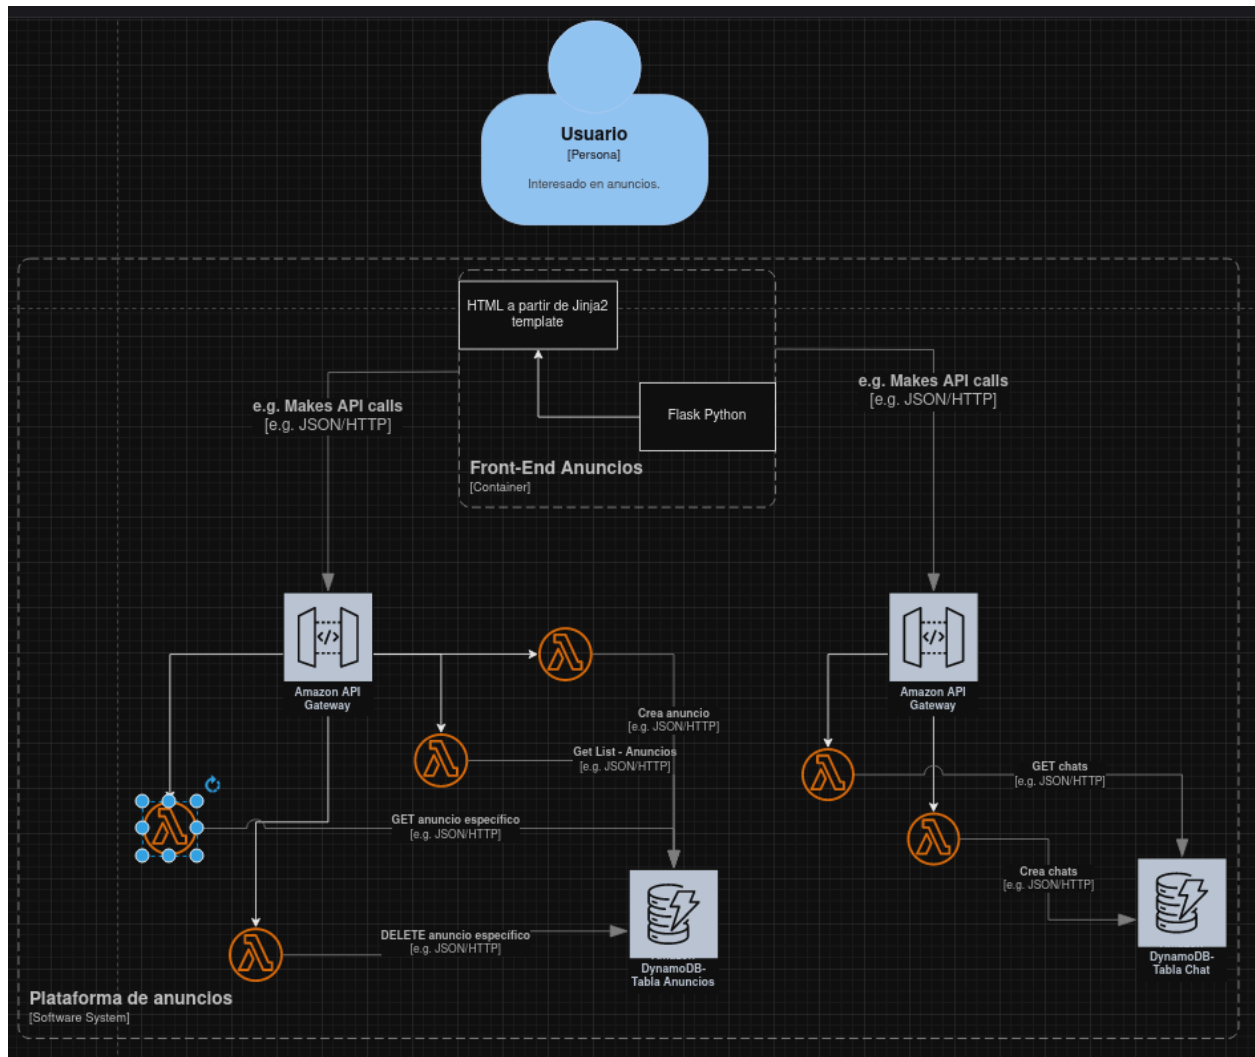 Usuario
[Persona]
Interesado en anuncios.
HTML a partir de Jinja2
template
Flask Python
Front-End Anuncios
[Container]
e.g. Makes API calls
[e.g. JSON/HTTP]
e.g. Makes API calls
[e.g. JSON/HTTP]
Amazon API
Gateway
Amazon API
Gateway
Crea anuncio
[e.g. JSON/HTTP]
Get List - Anuncios
[e.g. JSON/HTTP]
GET chats
[e.g. JSON/HTTP]
GET anuncio específico
[e.g. JSON/HTTP]
Crea chats
[e.g. JSON/HTTP]
DELETE anuncio específico
[e.g. JSON/HTTP]
DynamoDB-
Tabla Anuncios
DynamoDB-
Tabla Chat
Plataforma de anuncios
[Software System]